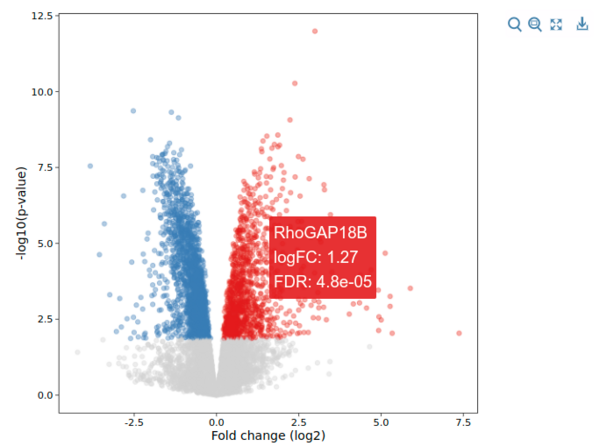 12.5
10.0
7.5
5.0
2.5
0.0
-log10(p-value)
RhoGAP18B
logFC: 1.27
FDR: 4.8e-05
-2.5 0.0 2.5 5.0 7.5
Fold change (log2)